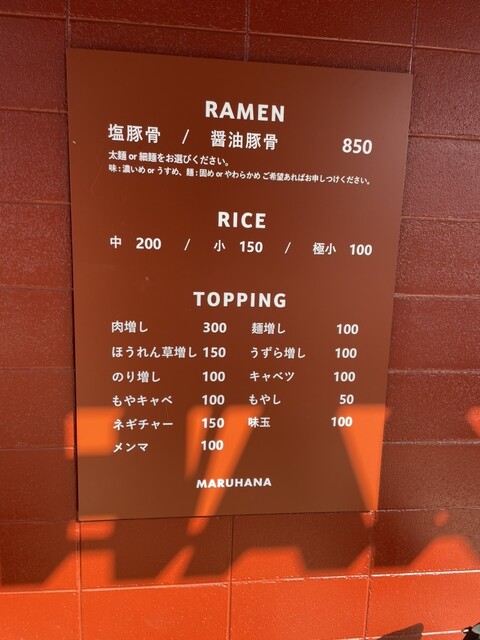 RAMEN
塩豚骨 / 醤油豚骨 850
太麺 or 細麺をお選びください。
味:濃いめ or うすめ、麺:固め or やわらかめ ご希望あればお申しつけください。
RICE
中 200 / 小 150 / 極小 100
TOPPING
肉増し 300 麺増し 100
ほうれん草増し 150 うずら増し 100
のり増し 100 キャベツ 100
もやキャベ 100 もやし 50
ネギチャー 150 味玉 100
メンマ 100
MARUHANA